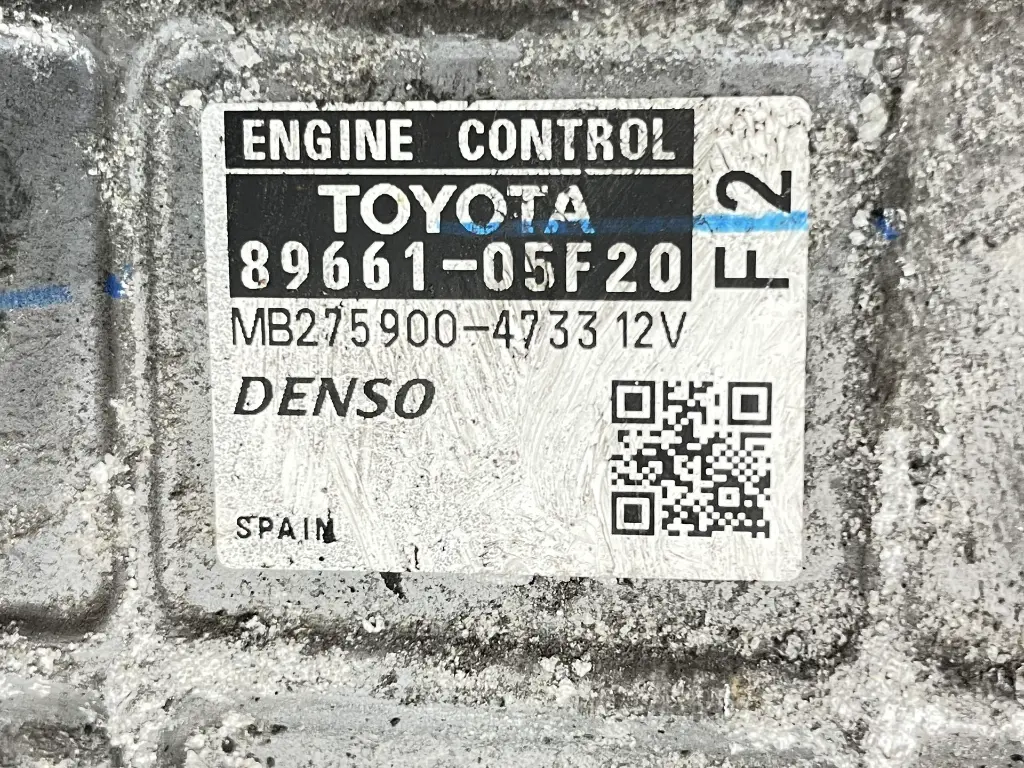 ENGINE CONTROL
TOYOTA
89661-05F20
F2
MB275900-4733 12V
DENSO
SPAIN